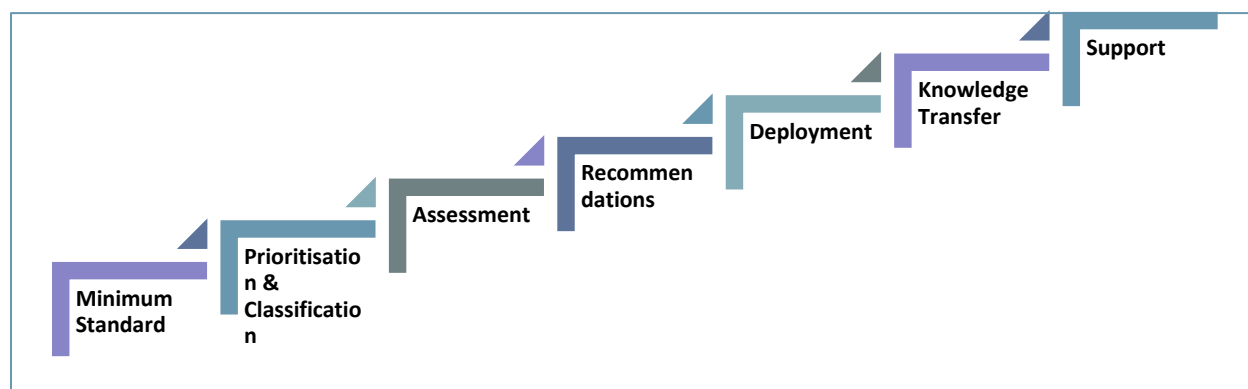 Minimum
Standard
Prioritisatio
n &
Classificatio
n
Assessment
Recommen
dations
Deployment
Knowledge
Transfer
Support